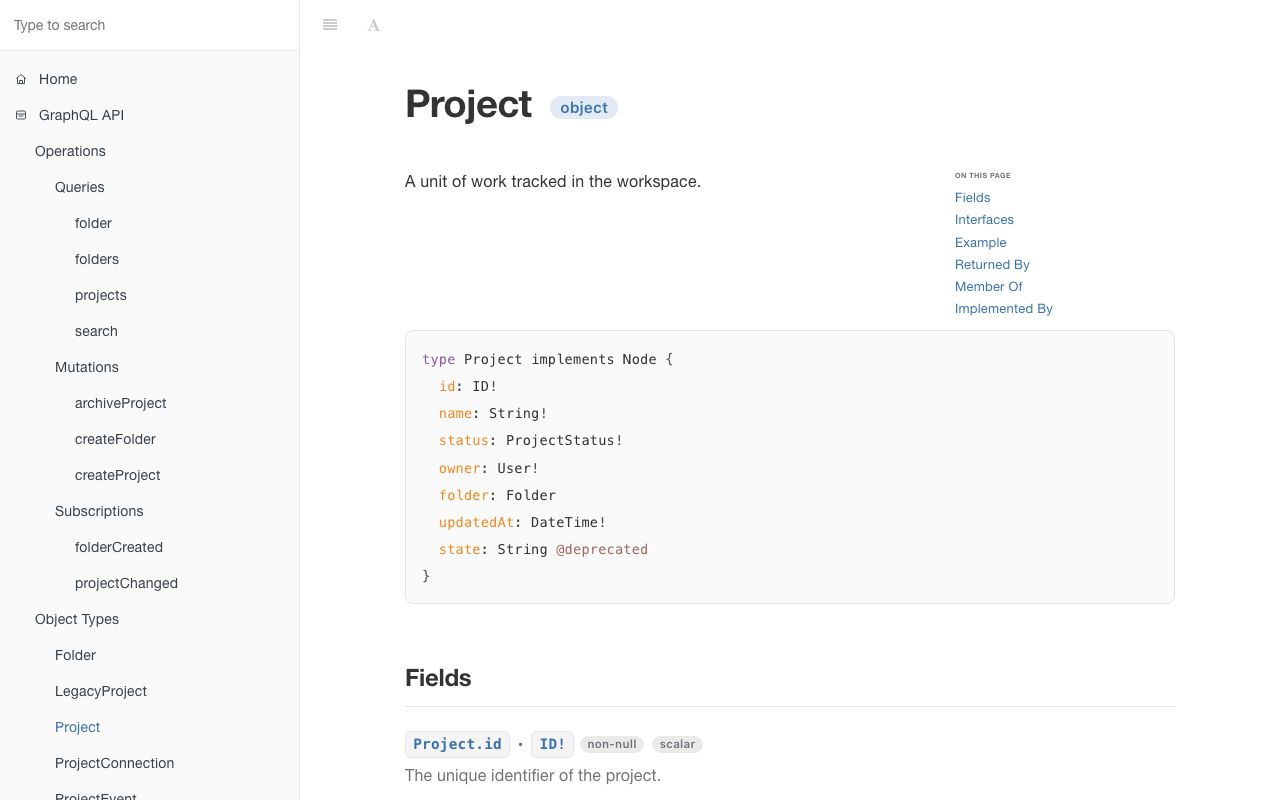 Type to search
Home
GraphQL API
Operations
Queries
folder
folders
projects
search
Mutations
archiveProject
createFolder
createProject
Subscriptions
folderCreated
projectChanged
Object Types
Folder
LegacyProject
Project
ProjectConnection
ProjectEvent
A
Project object
A unit of work tracked in the workspace.
ON THIS PAGE
Fields
Interfaces
Example
Returned By
Member Of
Implemented By
type Project implements Node {
  id: ID!
  name: String!
  status: ProjectStatus!
  owner: User!
  folder: Folder
  updatedAt: DateTime!
  state: String @deprecated
}
Fields
Project.id • ID! non-null scalar
The unique identifier of the project.